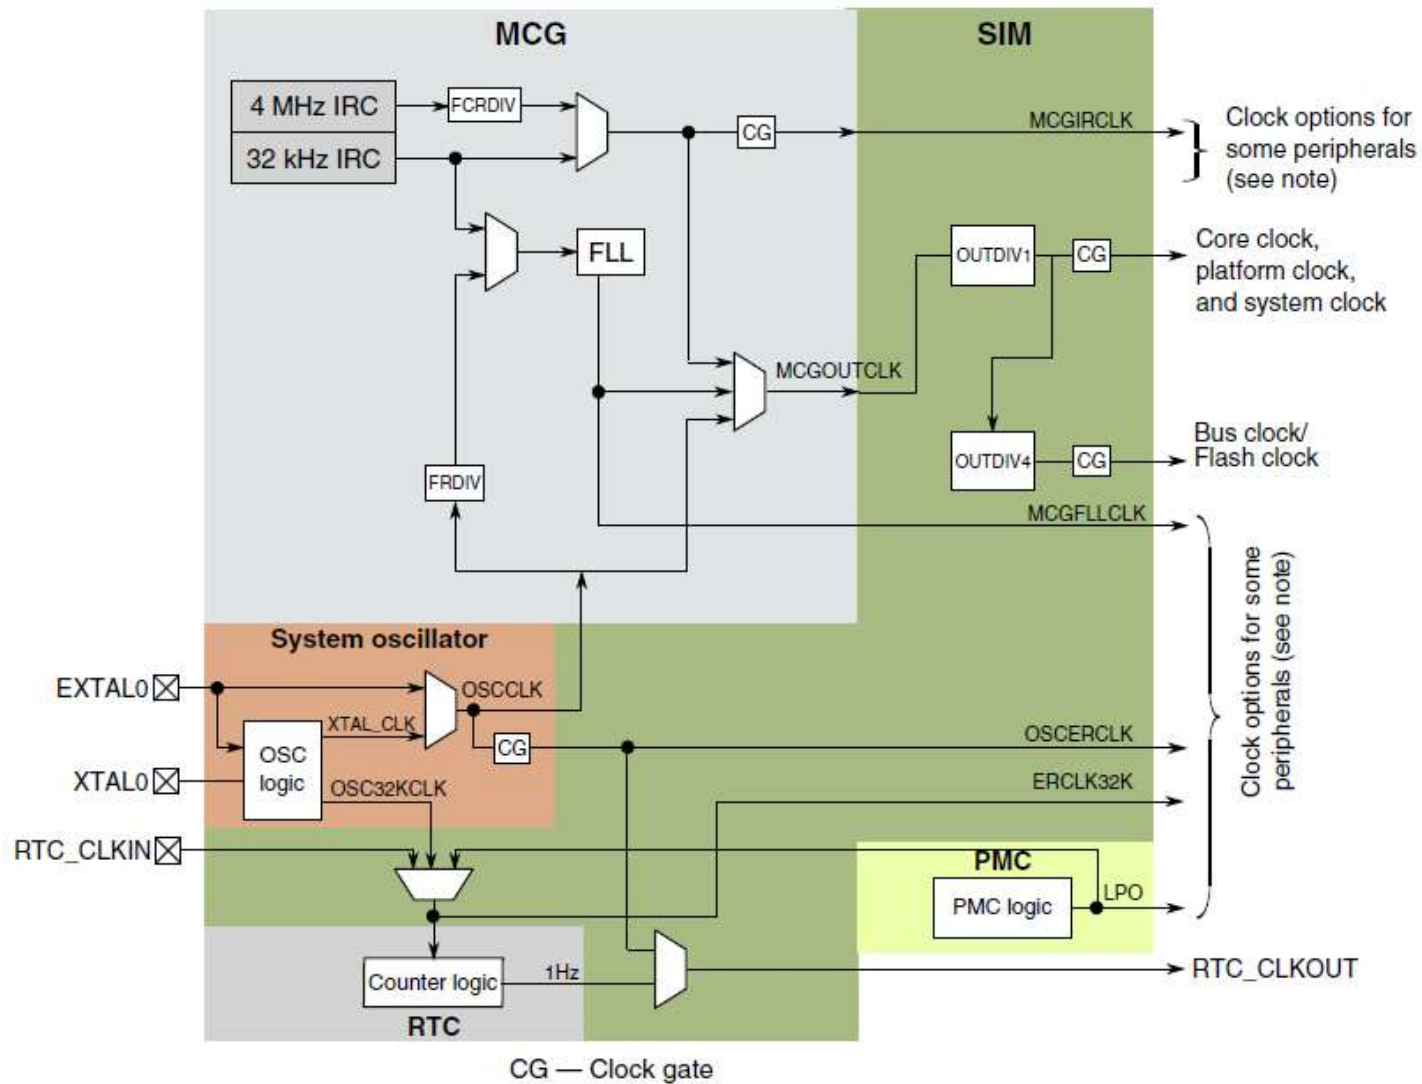 MCG
SIM
4 MHz IRC
FCRDIV
32 kHz IRC
CG
MCGIRCLK
Clock options for
some peripherals
(see note)
FLL
OUTDIV1
CG
Core clock,
platform clock,
and system clock
MCGOUTCLK
FRDIV
OUTDIV4
CG
Bus clock/
Flash clock
MCGFLLCLK
Clock options for some
peripherals (see note)
System oscillator
EXTAL0
OSCCLK
XTAL_CLK
OSC
logic
CG
OSCERCLK
XTAL0
OSC32KCLK
ERCLK32K
RTC_CLKIN
PMC
PMC logic
LPO
Counter logic
1Hz
RTC_CLKOUT
RTC
CG — Clock gate